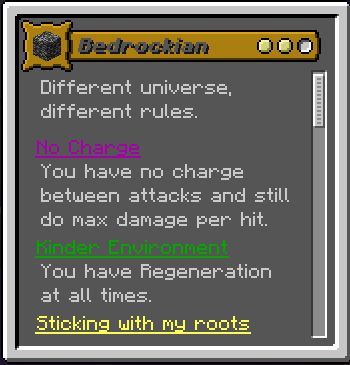 Bedrockian
Different universe,
different rules.
No Charge
You have no charge
between attacks and still
do max damage per hit.
Kinder Environment
You have Regeneration
at all times.
Sticking with my roots